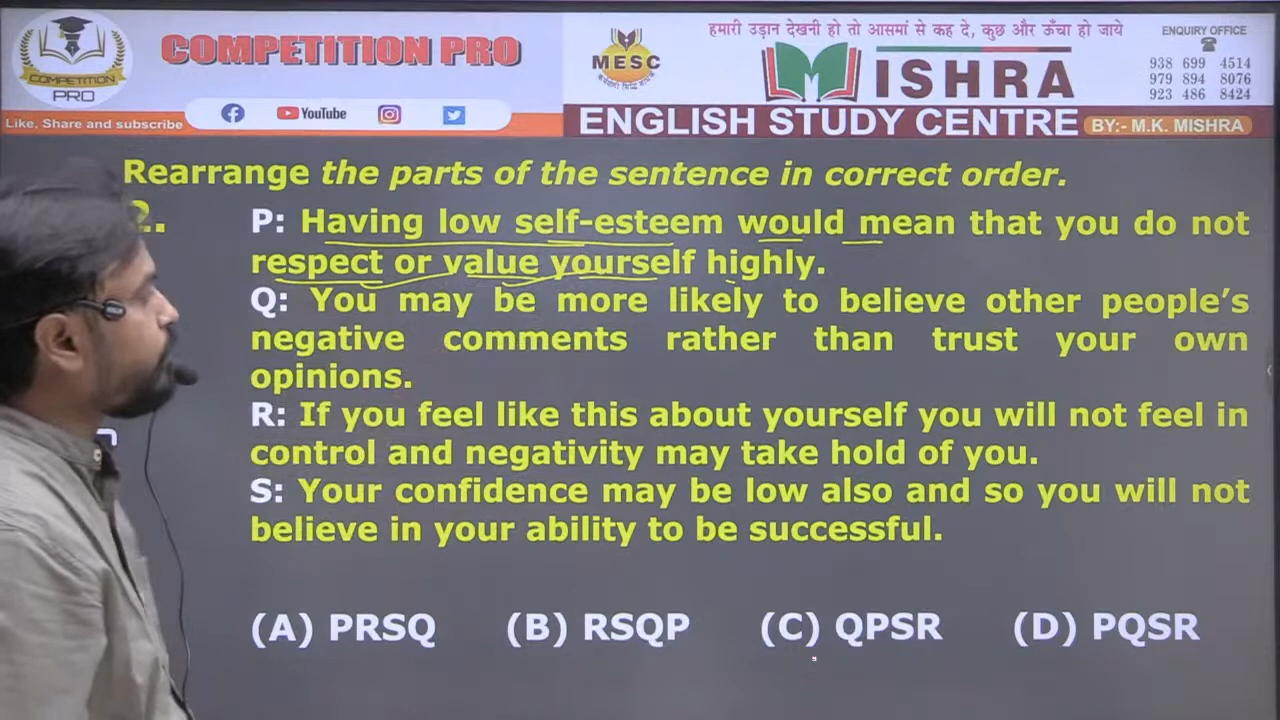 COMPETITION PRO
COMPETITION
PRO
Like, Share and subscribe
YouTube
MESC
हमारी उड़ान देखनी हो तो आसमां से कह दे, कुछ और ऊँचा हो जाये
MISHRA
ENGLISH STUDY CENTRE
BY:- M.K. MISHRA
ENQUIRY OFFICE
938 699 4514
979 894 8076
923 486 8424
Rearrange the parts of the sentence in correct order.
2.
P: Having low self-esteem would mean that you do not
respect or value yourself highly.
Q: You may be more likely to believe other people’s
negative comments rather than trust your own
opinions.
R: If you feel like this about yourself you will not feel in
control and negativity may take hold of you.
S: Your confidence may be low also and so you will not
believe in your ability to be successful.
(A) PRSQ (B) RSQP (C) QPSR (D) PQSR